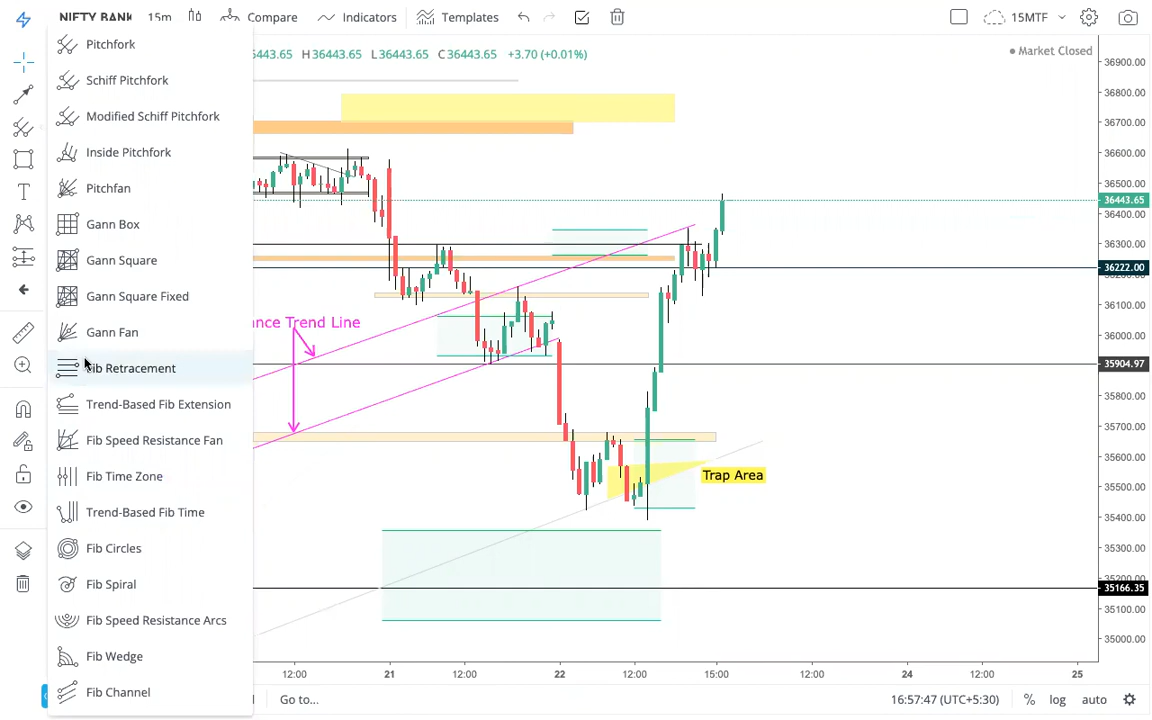 NIFTY BANK 15m Compare Indicators Templates 15MTF
Pitchfork
Schiff Pitchfork
Modified Schiff Pitchfork
Inside Pitchfork
Pitchfan
Gann Box
Gann Square
Gann Square Fixed
Gann Fan
Fib Retracement
Trend-Based Fib Extension
Fib Speed Resistance Fan
Fib Time Zone
Trend-Based Fib Time
Fib Circles
Fib Spiral
Fib Speed Resistance Arcs
Fib Wedge
Fib Channel
6443.65 H36443.65 L36443.65 C36443.65 +3.70 (+0.01%)
Market Closed
ance Trend Line
Trap Area
36900.00
36800.00
36700.00
36600.00
36500.00
36443.65
36400.00
36300.00
36222.00
36100.00
36000.00
35904.97
35800.00
35700.00
35600.00
35500.00
35400.00
35300.00
35200.00
35166.35
35100.00
35000.00
12:00 21 12:00 22 12:00 15:00 12:00 24 12:00 25
Go to... 16:57:47 (UTC+5:30) % log auto